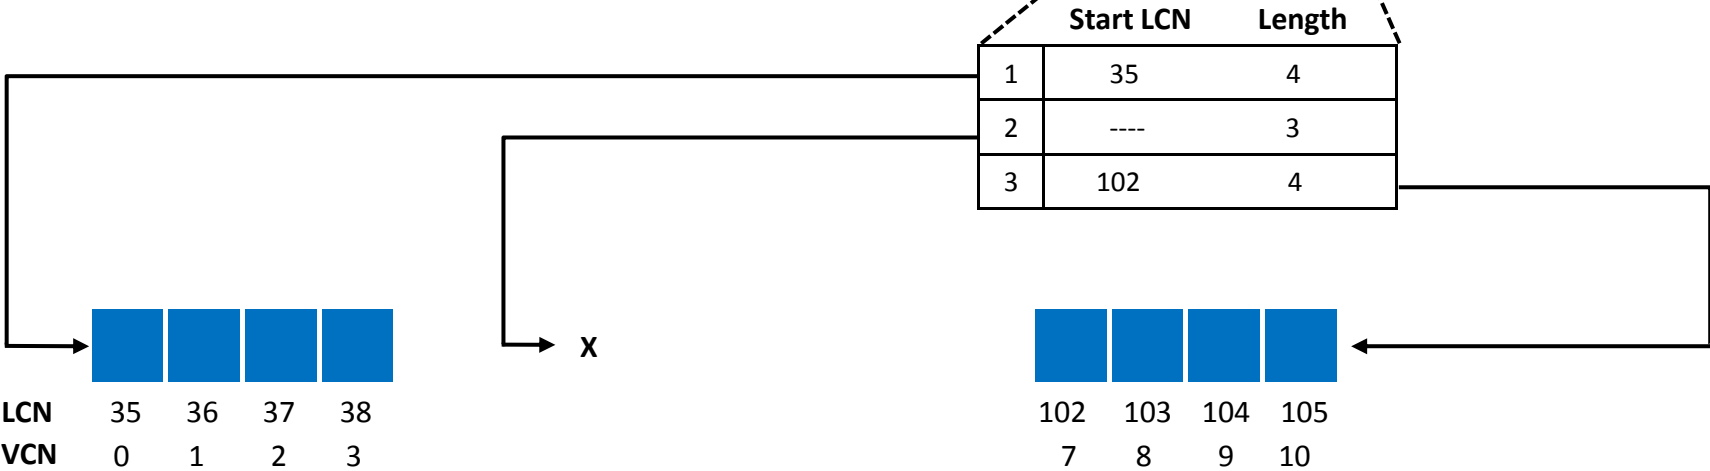 Start LCN Length
1 35 4
2 ---- 3
3 102 4
X
LCN 35 36 37 38 102 103 104 105
VCN 0 1 2 3 7 8 9 10